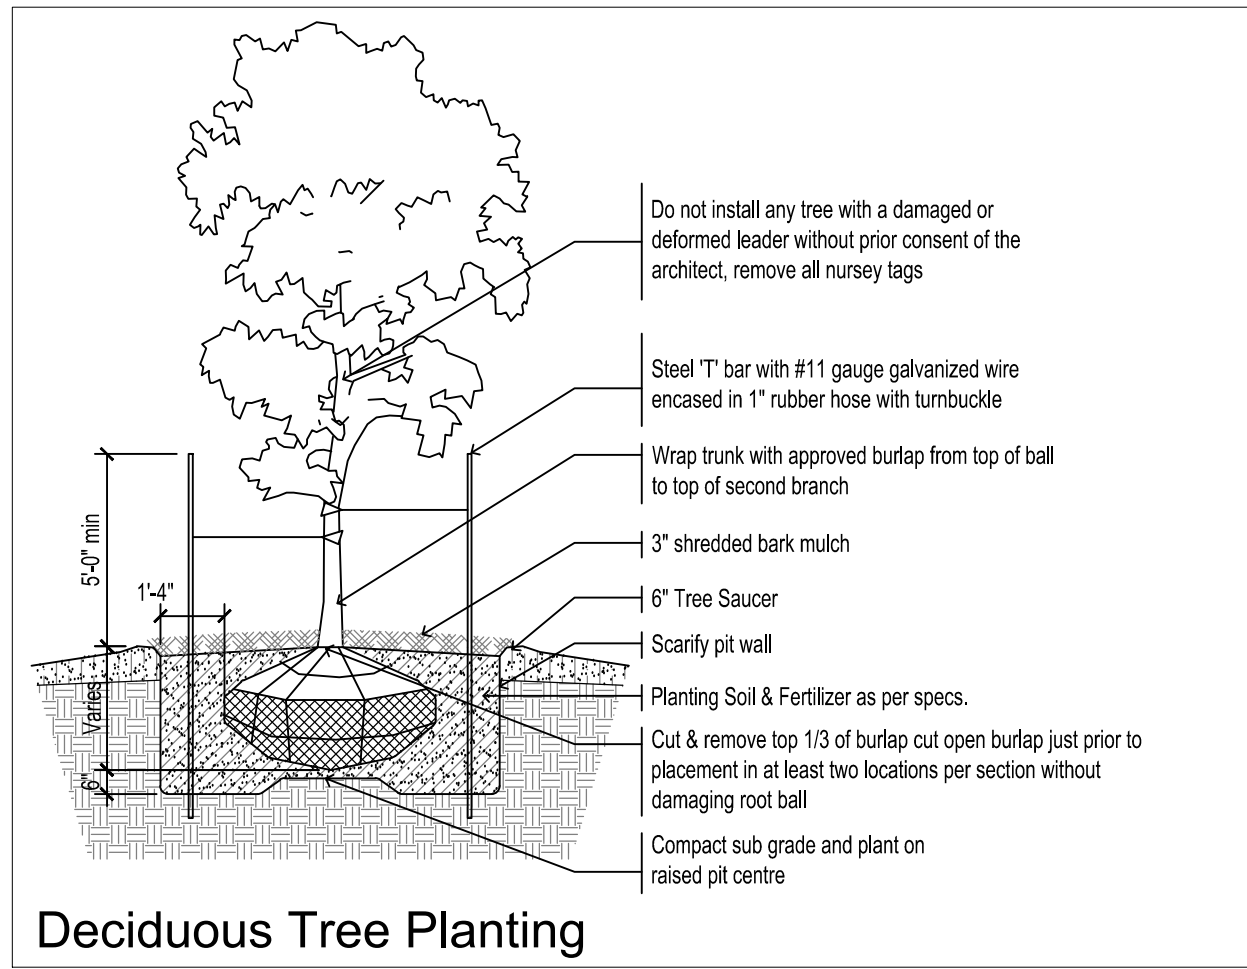 Do not install any tree with a damaged or
deformed leader without prior consent of the
architect, remove all nursey tags
Steel 'T' bar with #11 gauge galvanized wire
encased in 1" rubber hose with turnbuckle
Wrap trunk with approved burlap from top of ball
to top of second branch
5'-0" min
3" shredded bark mulch
1'-4"
6" Tree Saucer
Scarify pit wall
Varies
Planting Soil & Fertilizer as per specs.
Cut & remove top 1/3 of burlap cut open burlap just prior to
placement in at least two locations per section without
damaging root ball
6"
Compact sub grade and plant on
raised pit centre
Deciduous Tree Planting